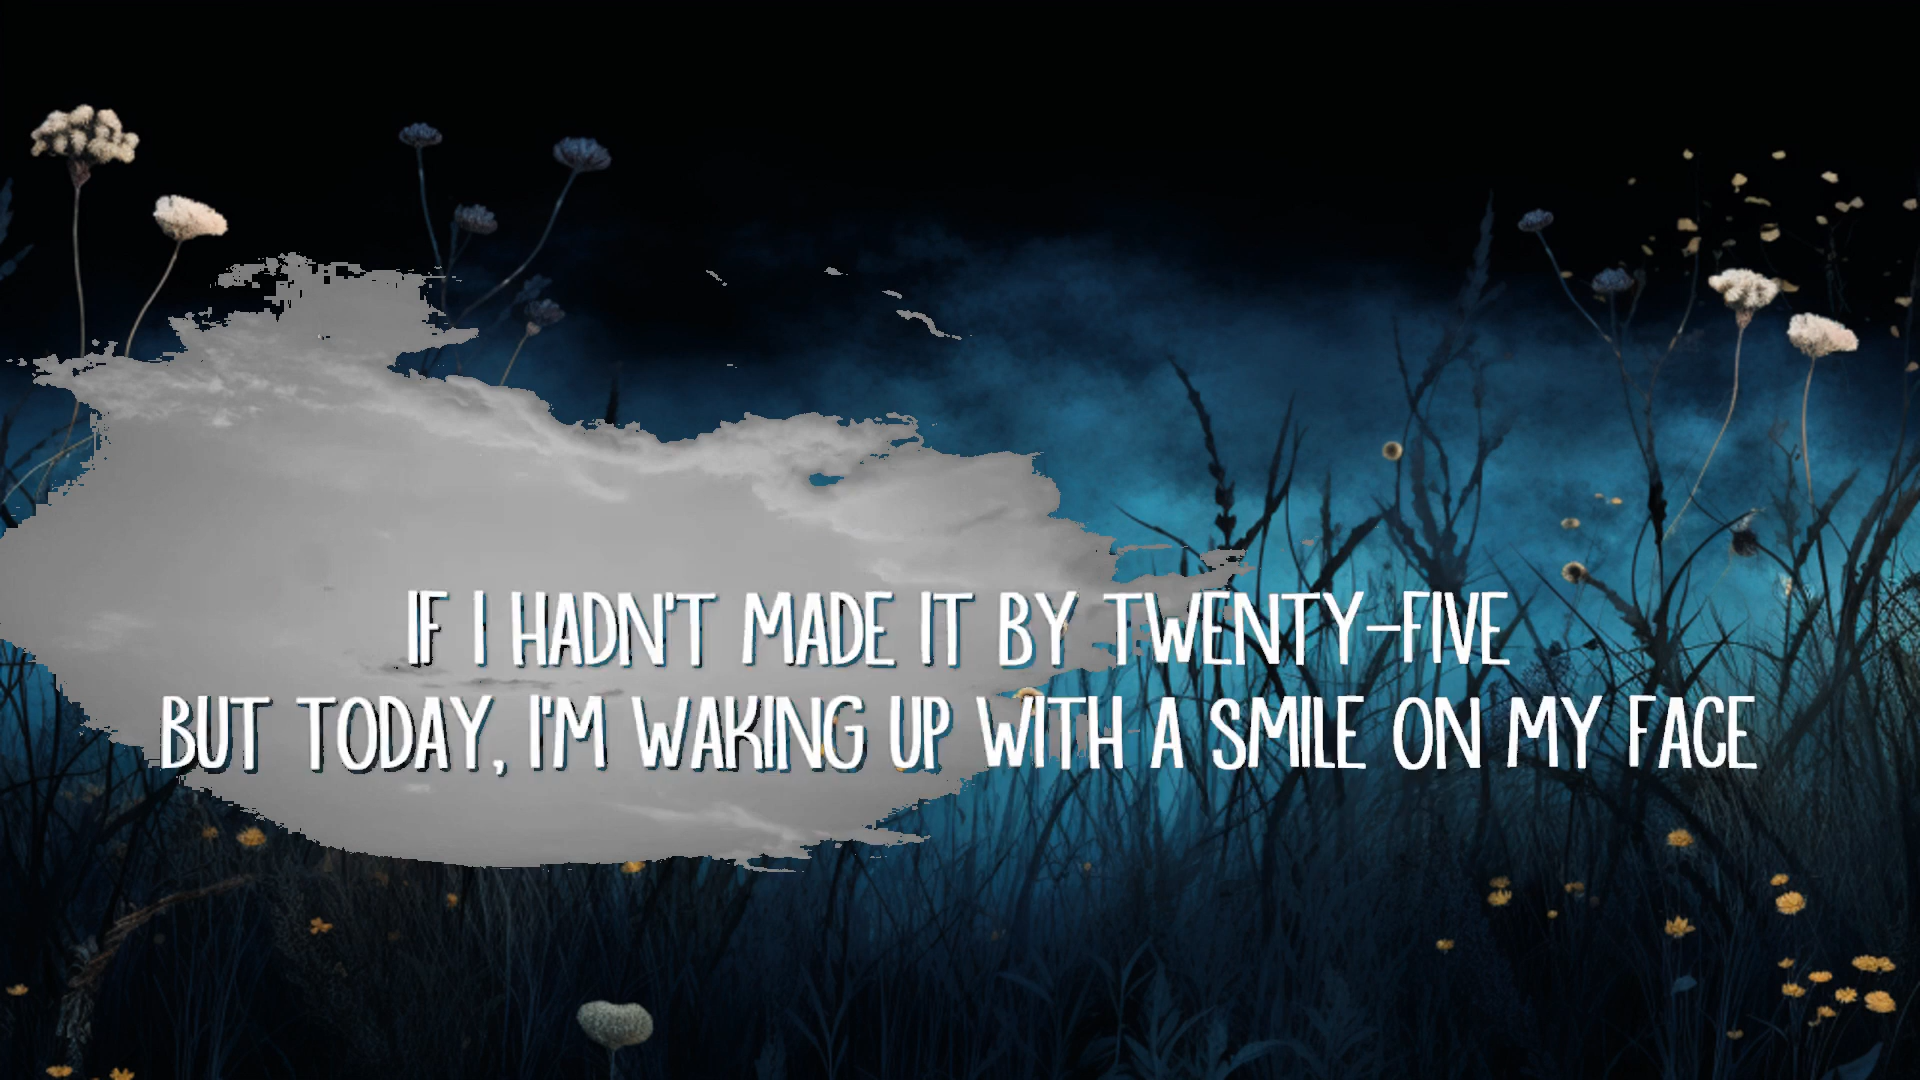 IF I HADN'T MADE IT BY TWENTY-FIVE
BUT TODAY, I'M WAKING UP WITH A SMILE ON MY FACE